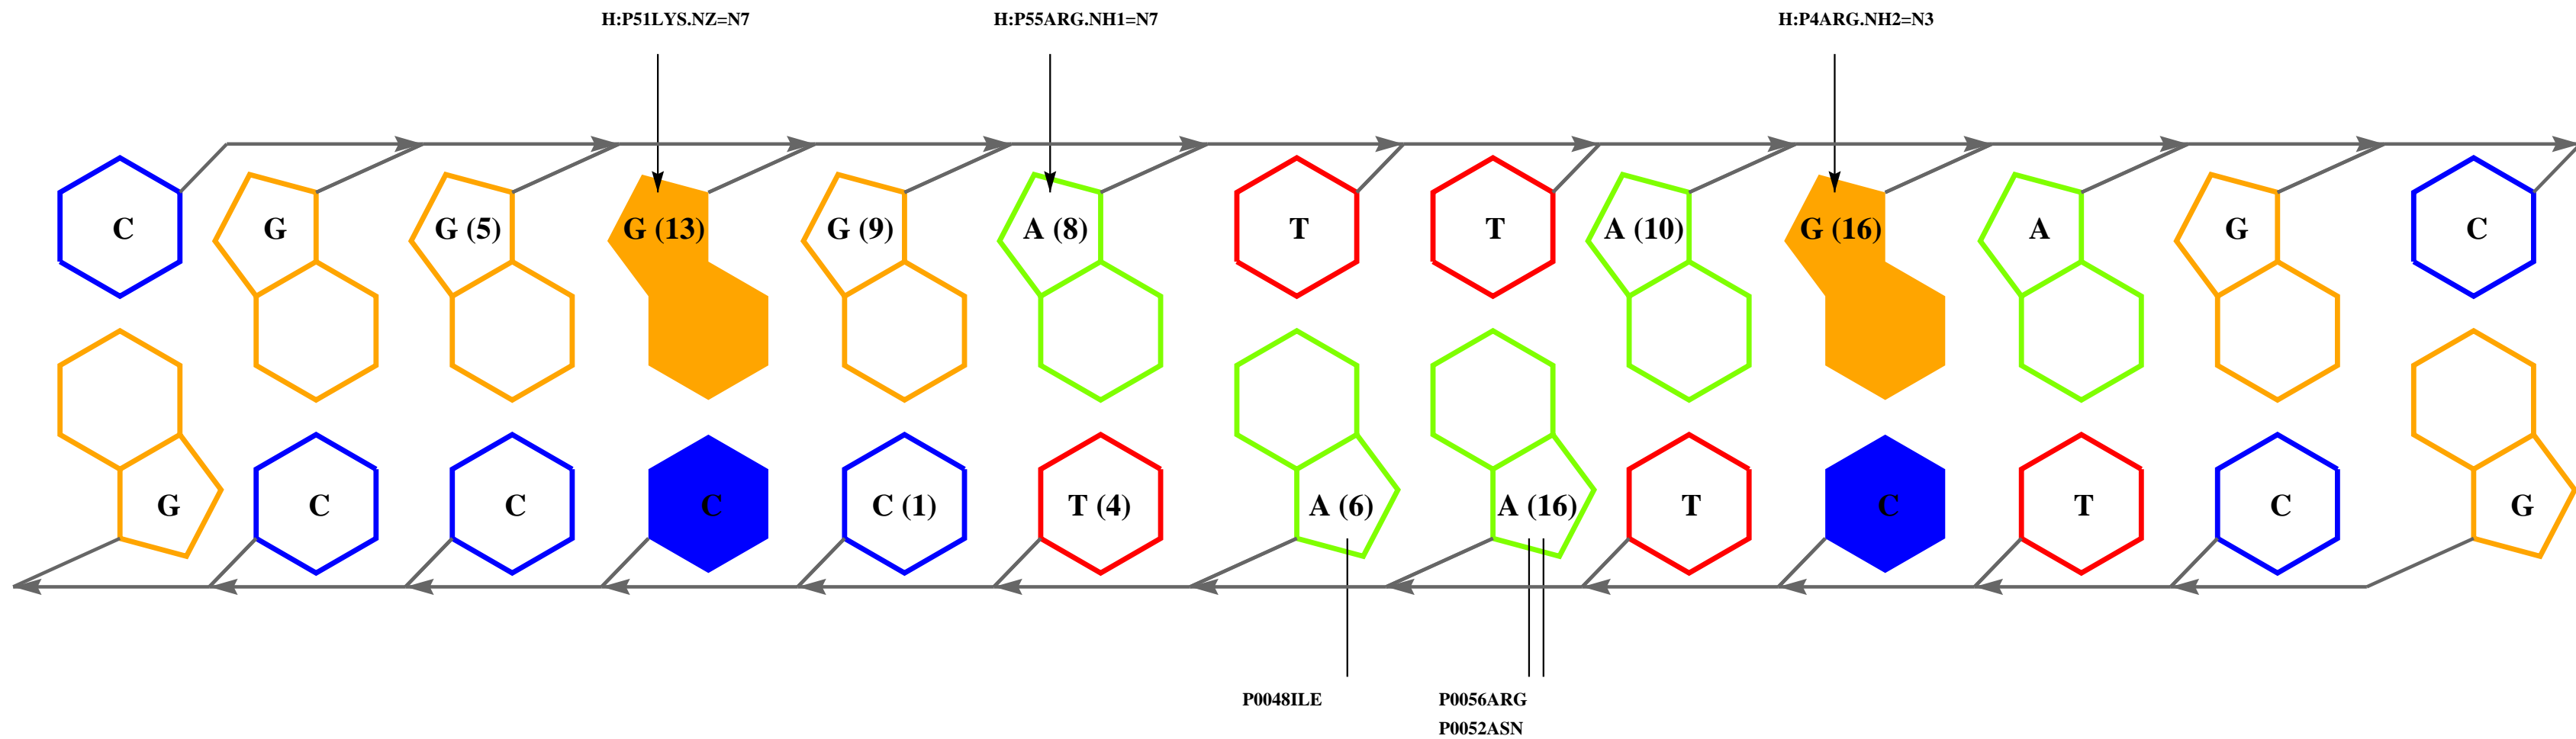 H:P51LYS.NZ=N7 H:P55ARG.NH1=N7 H:P4ARG.NH2=N3
C G G (5) G (13) G (9) A (8) T T A (10) G (16) A G C
G C C C C (1) T (4) A (6) A (16) T C T C G
P0048ILE P0056ARG
P0052ASN